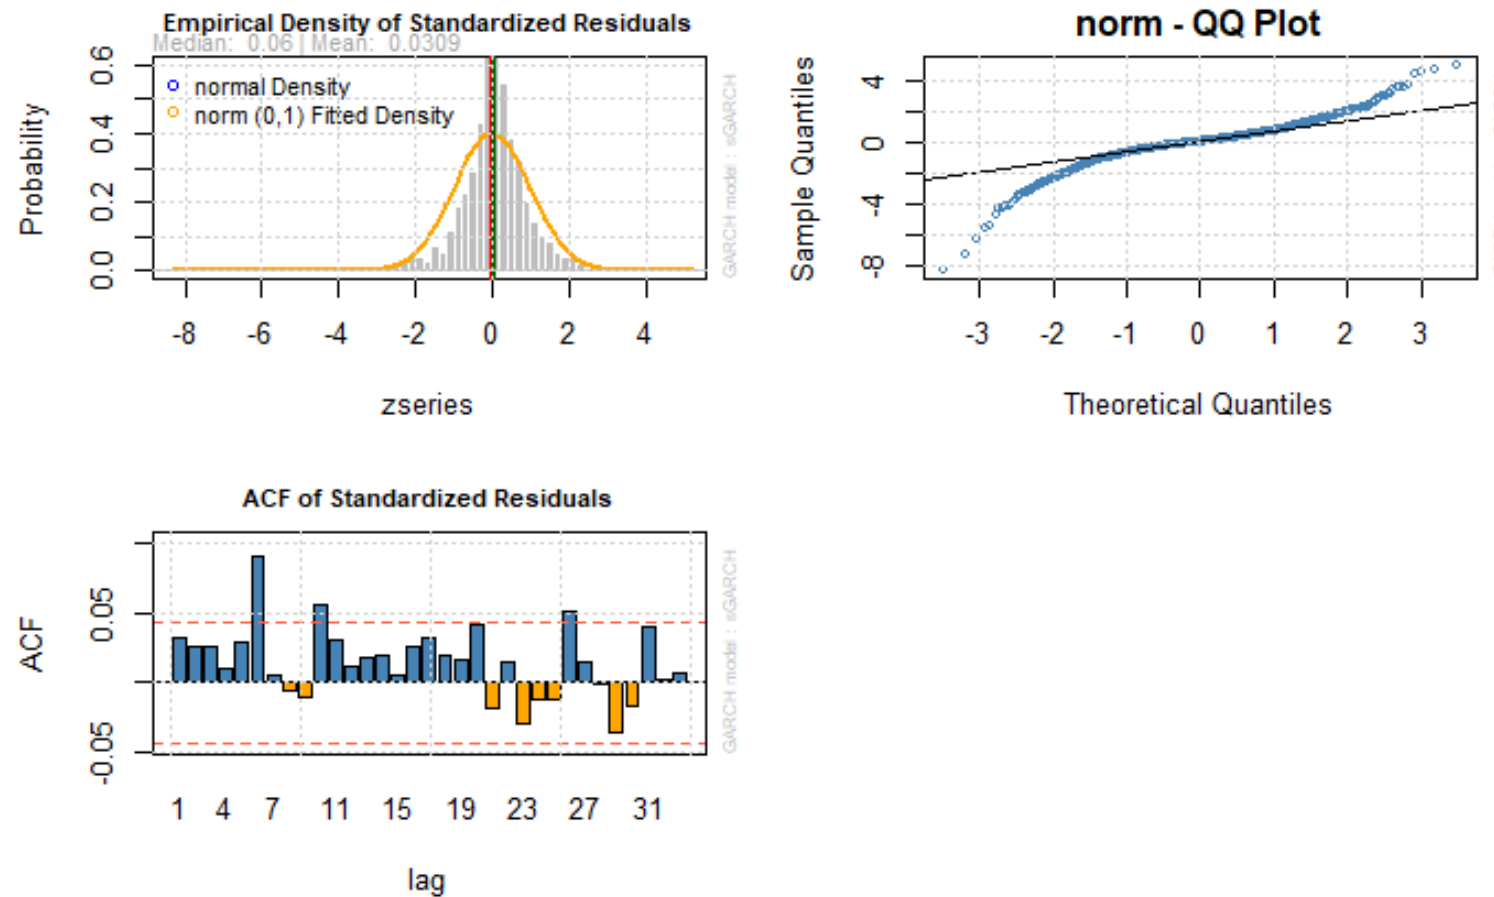 Empirical Density of Standardized Residuals
Median: 0.06 | Mean: 0.0309
normal Density
norm (0,1) Fitted Density
Probability
0.0 0.2 0.4 0.6
-8 -6 -4 -2 0 2 4
zseries
GARCH model : sGARCH
norm - QQ Plot
Sample Quantiles
-8 -4 0 4
-3 -2 -1 0 1 2 3
Theoretical Quantiles
ACF of Standardized Residuals
ACF
-0.05 0.05
1 4 7 11 15 19 23 27 31
lag
GARCH model : sGARCH